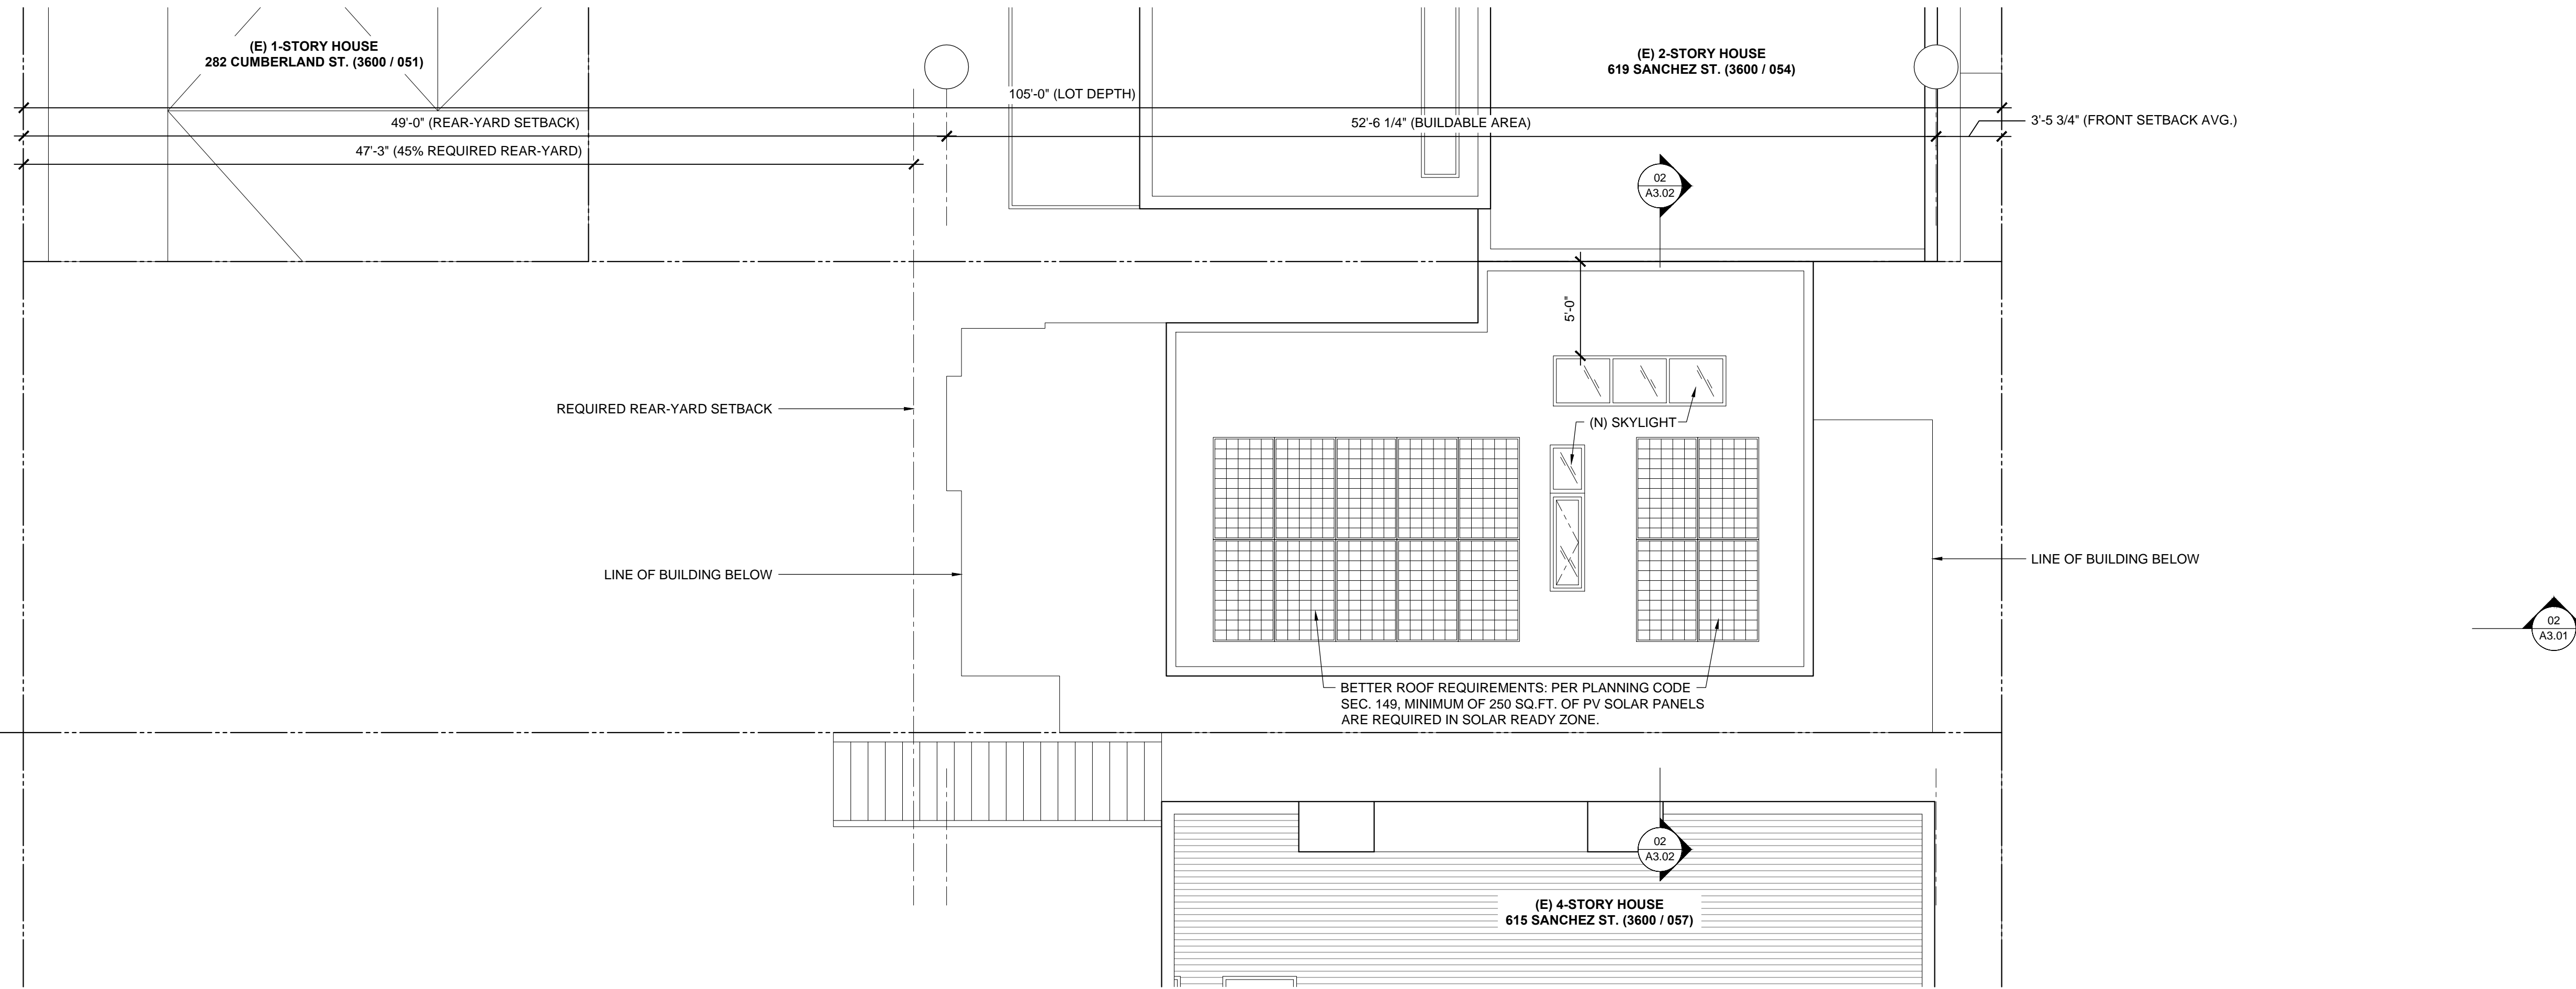 (E) 1-STORY HOUSE
282 CUMBERLAND ST. (3600 / 051)
(E) 2-STORY HOUSE
619 SANCHEZ ST. (3600 / 054)
105'-0" (LOT DEPTH)
49'-0" (REAR-YARD SETBACK)
52'-6 1/4" (BUILDABLE AREA)
3'-5 3/4" (FRONT SETBACK AVG.)
47'-3" (45% REQUIRED REAR-YARD)
02
A3.02
5'-0"
REQUIRED REAR-YARD SETBACK
(N) SKYLIGHT
LINE OF BUILDING BELOW
LINE OF BUILDING BELOW
02
A3.01
BETTER ROOF REQUIREMENTS: PER PLANNING CODE
SEC. 149, MINIMUM OF 250 SQ.FT. OF PV SOLAR PANELS
ARE REQUIRED IN SOLAR READY ZONE.
02
A3.02
(E) 4-STORY HOUSE
615 SANCHEZ ST. (3600 / 057)